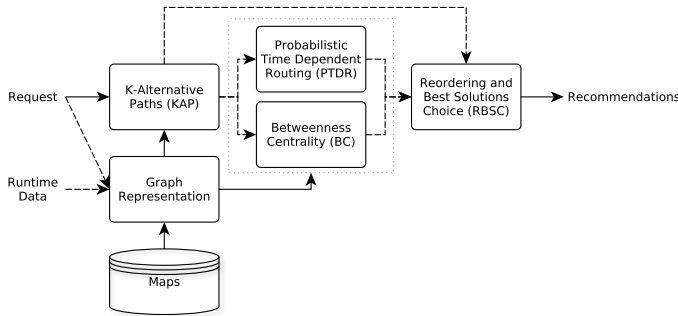 Probabilistic
Time Dependent
Routing (PTDR)
K-Alternative
Paths (KAP)
Request
Reordering and
Best Solutions
Choice (RBSC)
Recommendations
Betweenness
Centrality (BC)
Runtime
Data
Graph
Representation
Maps